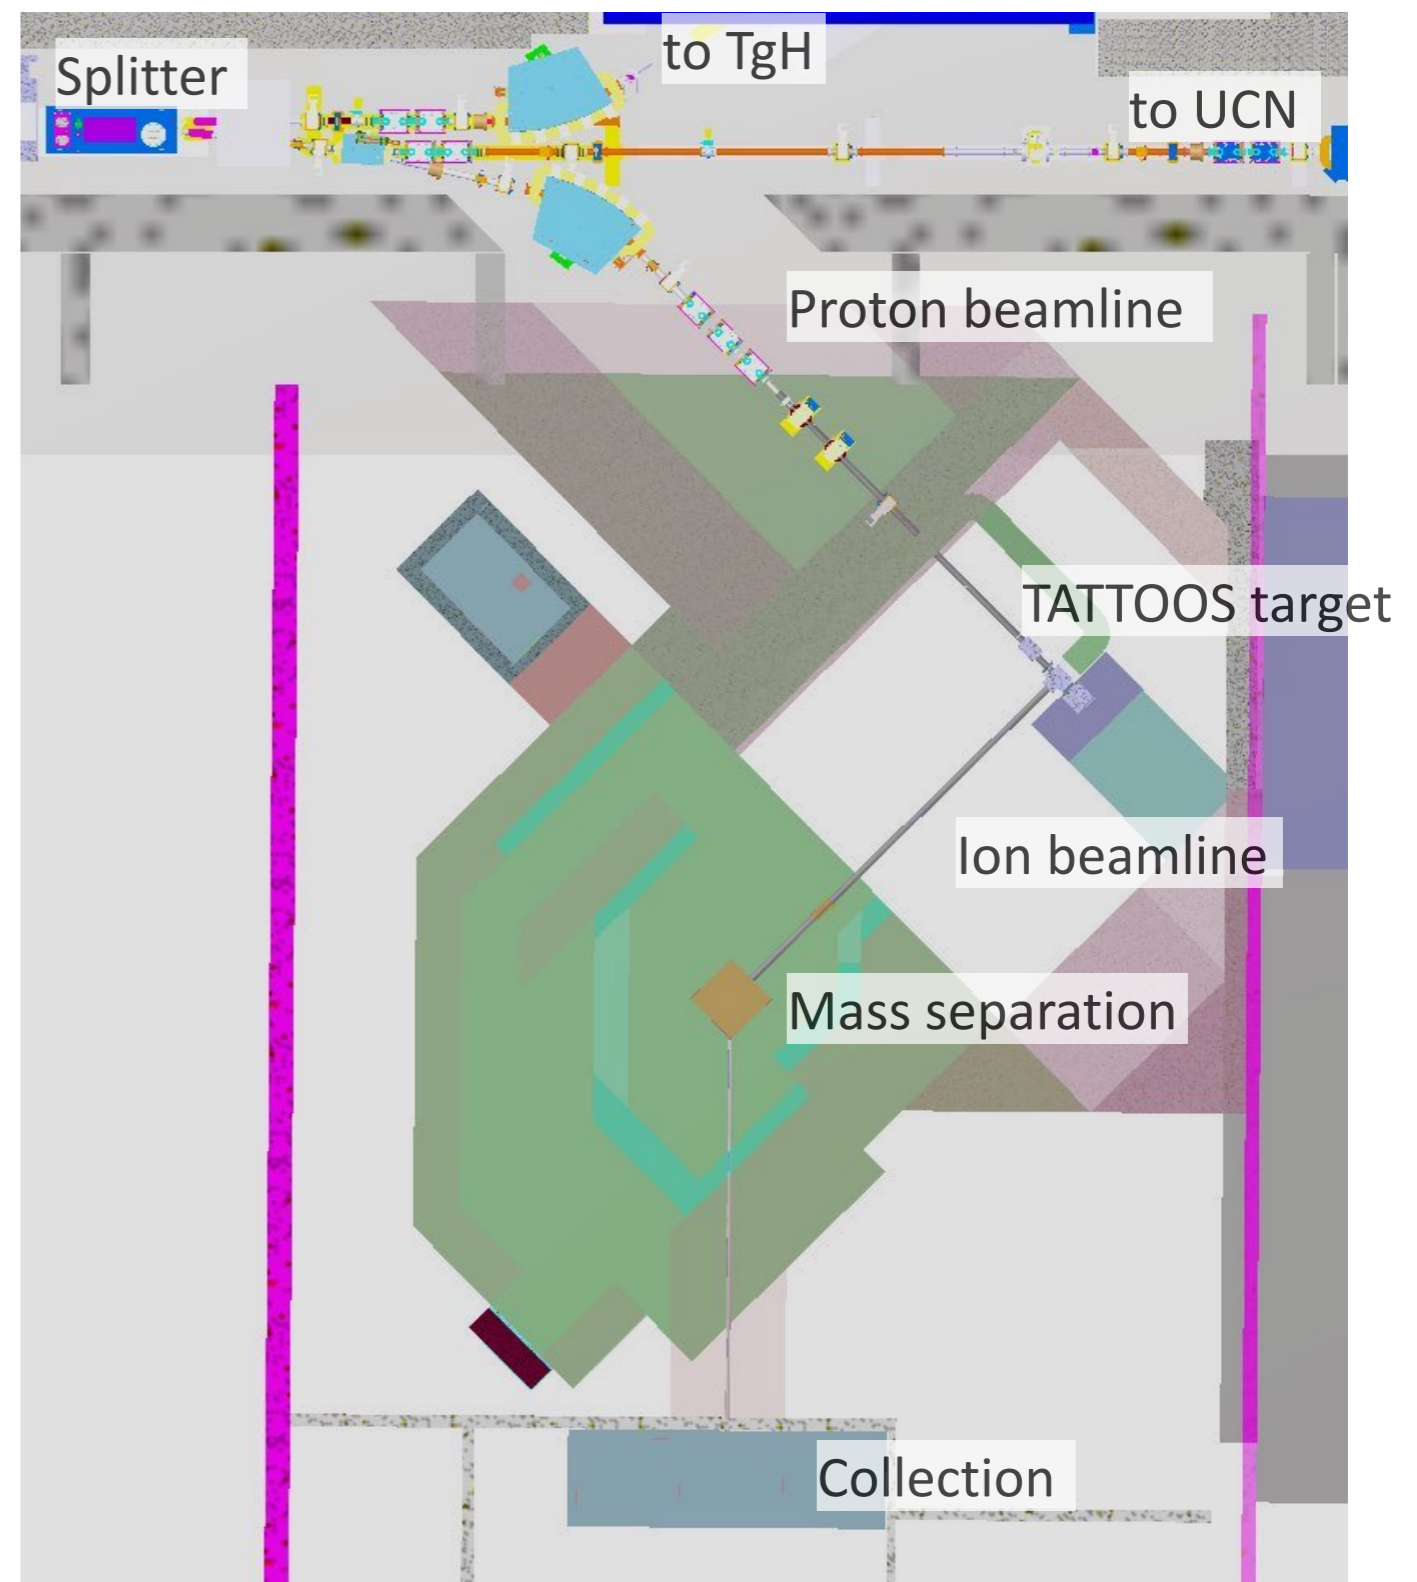 to TgH
Splitter
to UCN
Proton beamline
TATTOOS target
Ion beamline
Mass separation
Collection